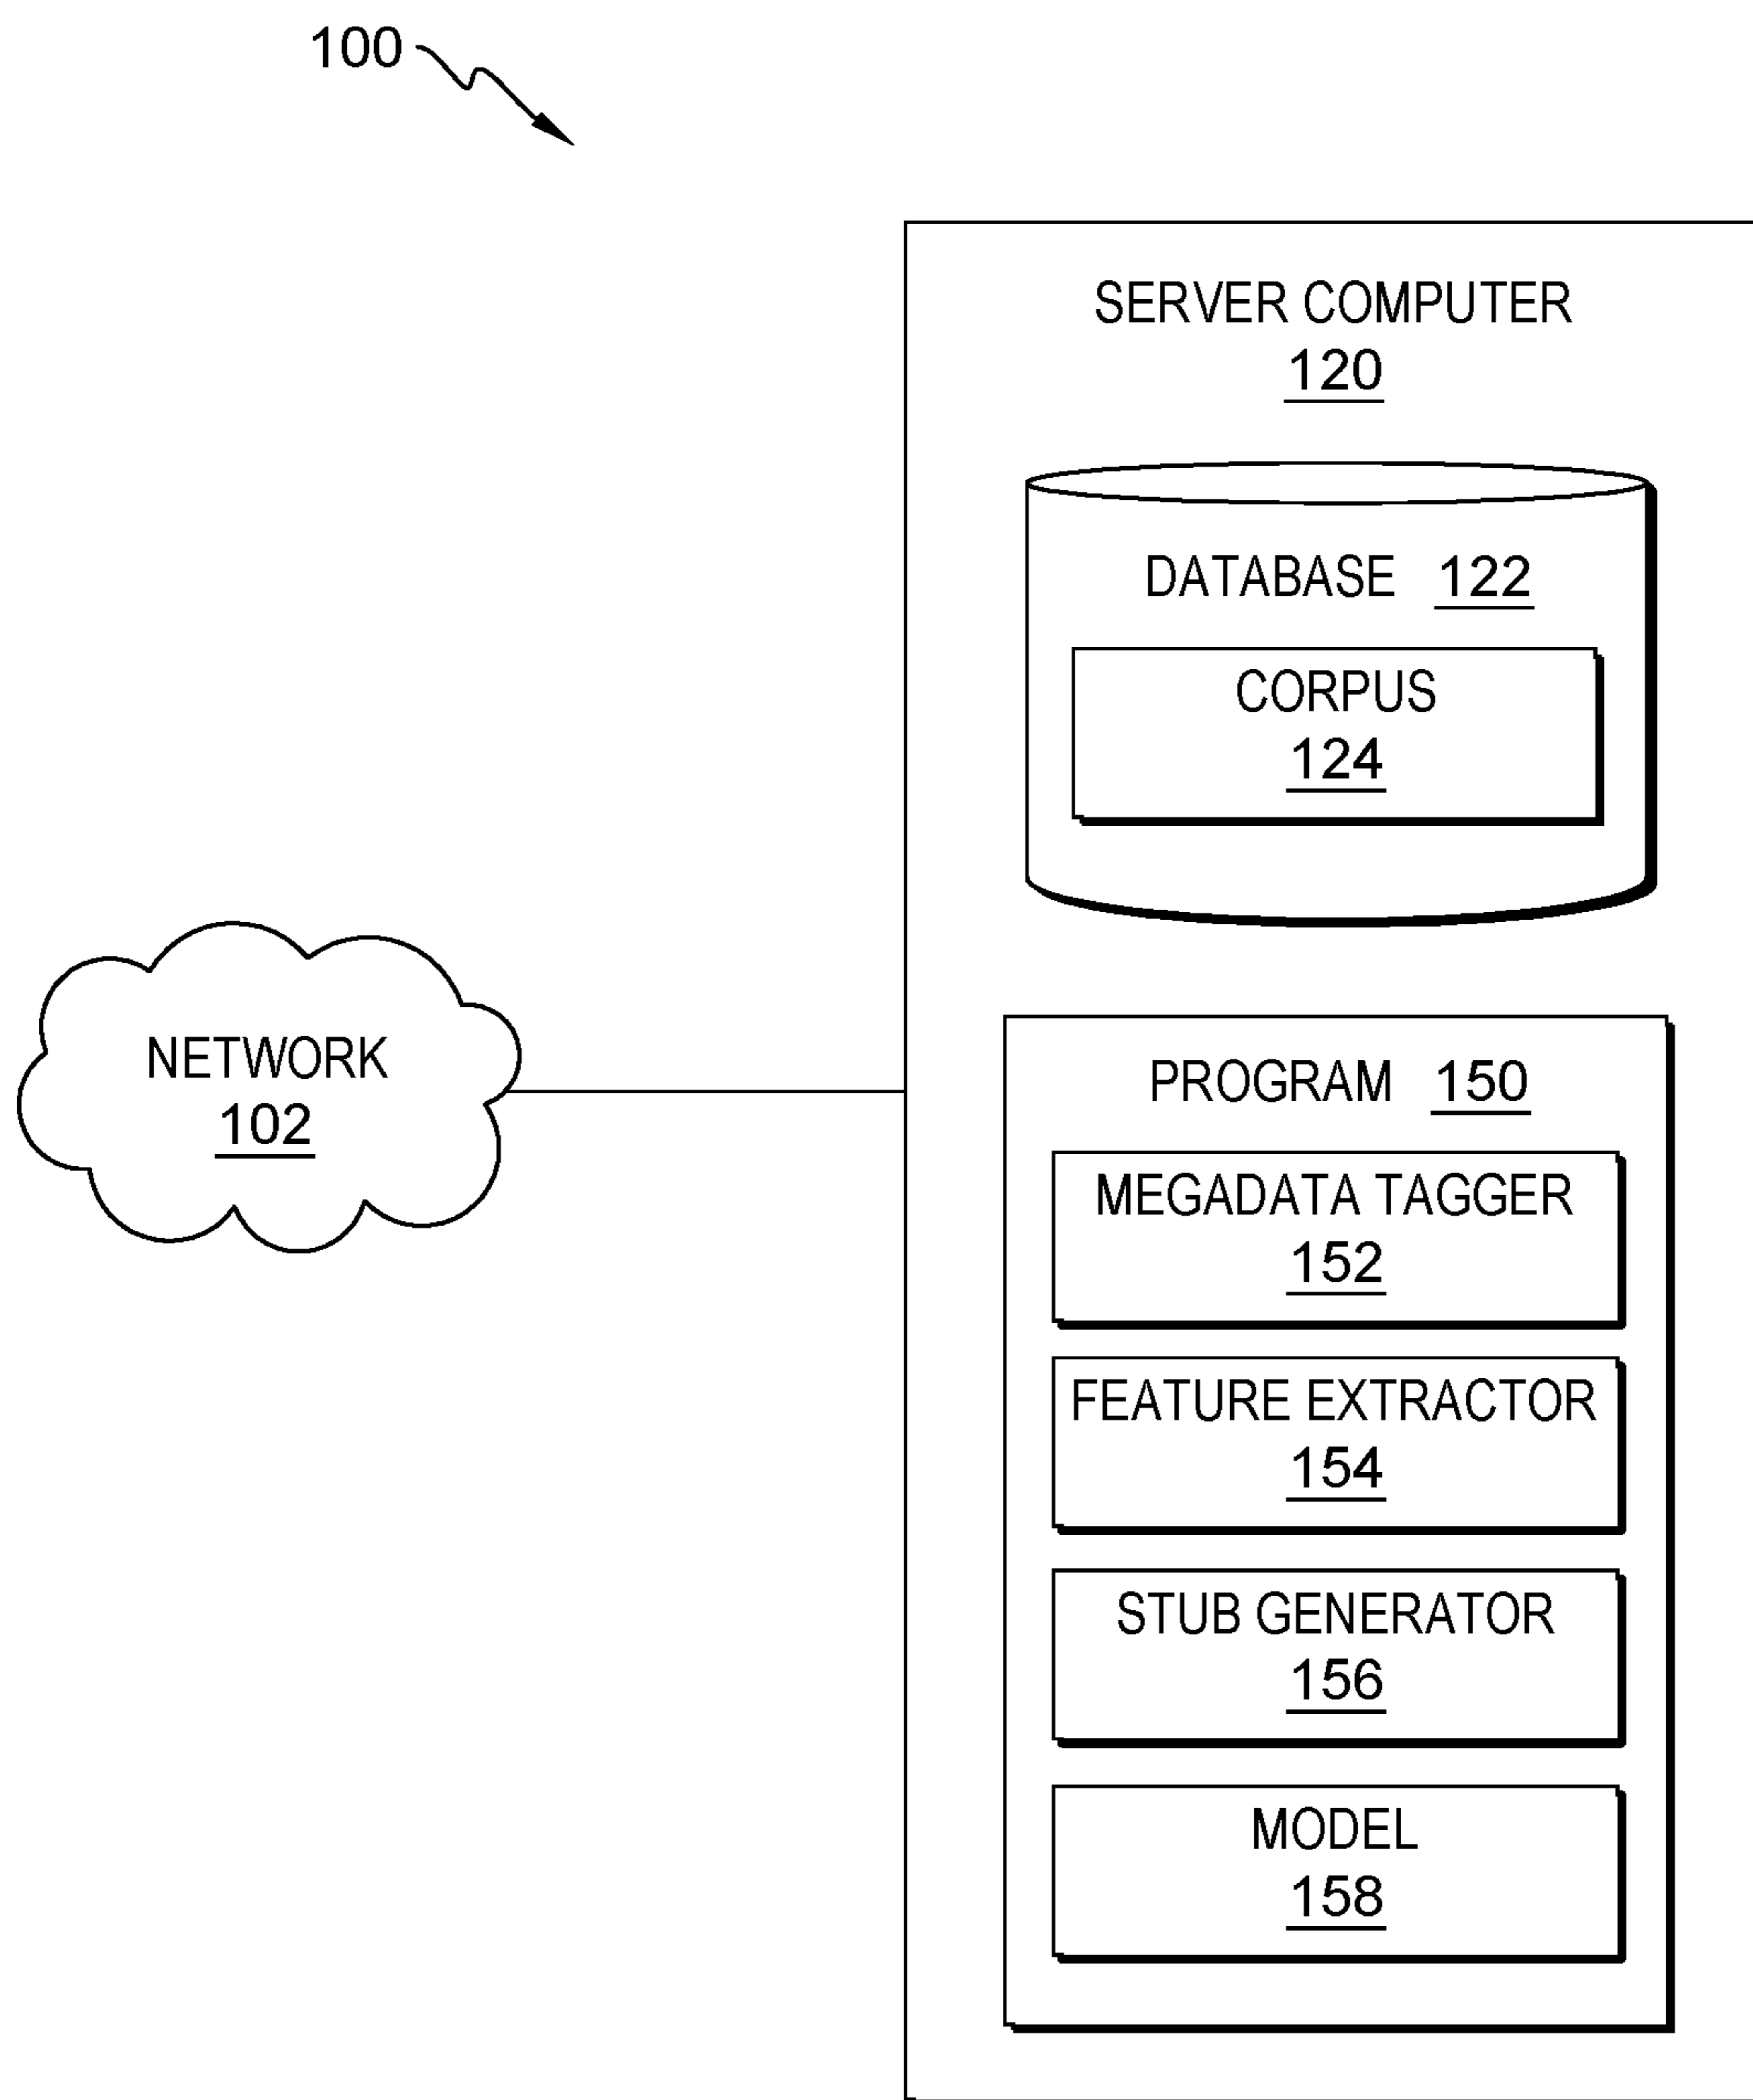 100
SERVER COMPUTER
120
DATABASE 122
CORPUS
124
NETWORK
102
PROGRAM 150
MEGADATA TAGGER
152
FEATURE EXTRACTOR
154
STUB GENERATOR
156
MODEL
158